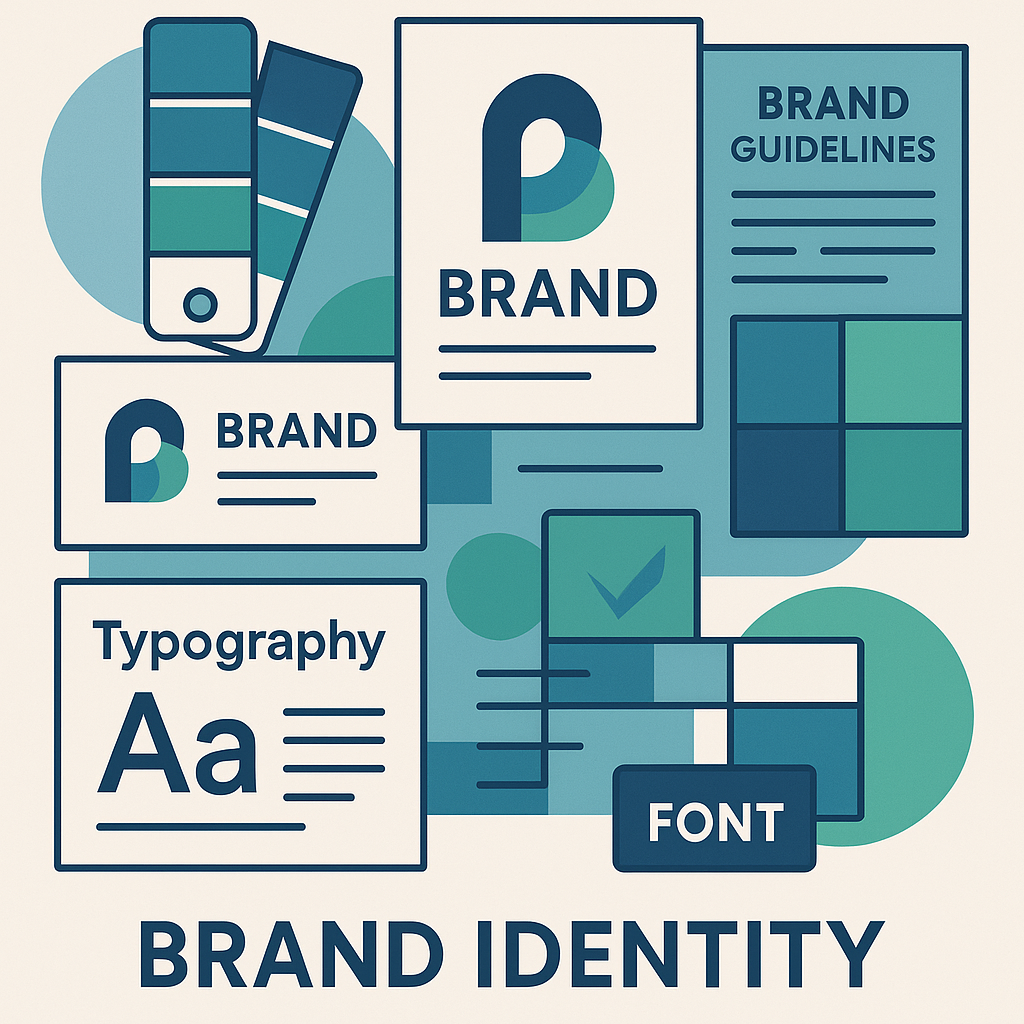 BRAND
GUIDELINES
BRAND
BRAND
Typography
Aa
FONT
BRAND IDENTITY